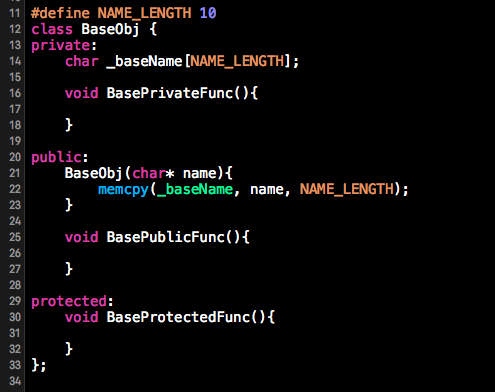 11 #define NAME_LENGTH 10
12 class BaseObj {
13 private:
14     char _baseName[NAME_LENGTH];
15
16     void BasePrivateFunc(){
17
18     }
19
20 public:
21     BaseObj(char* name){
22         memcpy(_baseName, name, NAME_LENGTH);
23     }
24
25     void BasePublicFunc(){
26
27     }
28
29 protected:
30     void BaseProtectedFunc(){
31
32     }
33 };
34